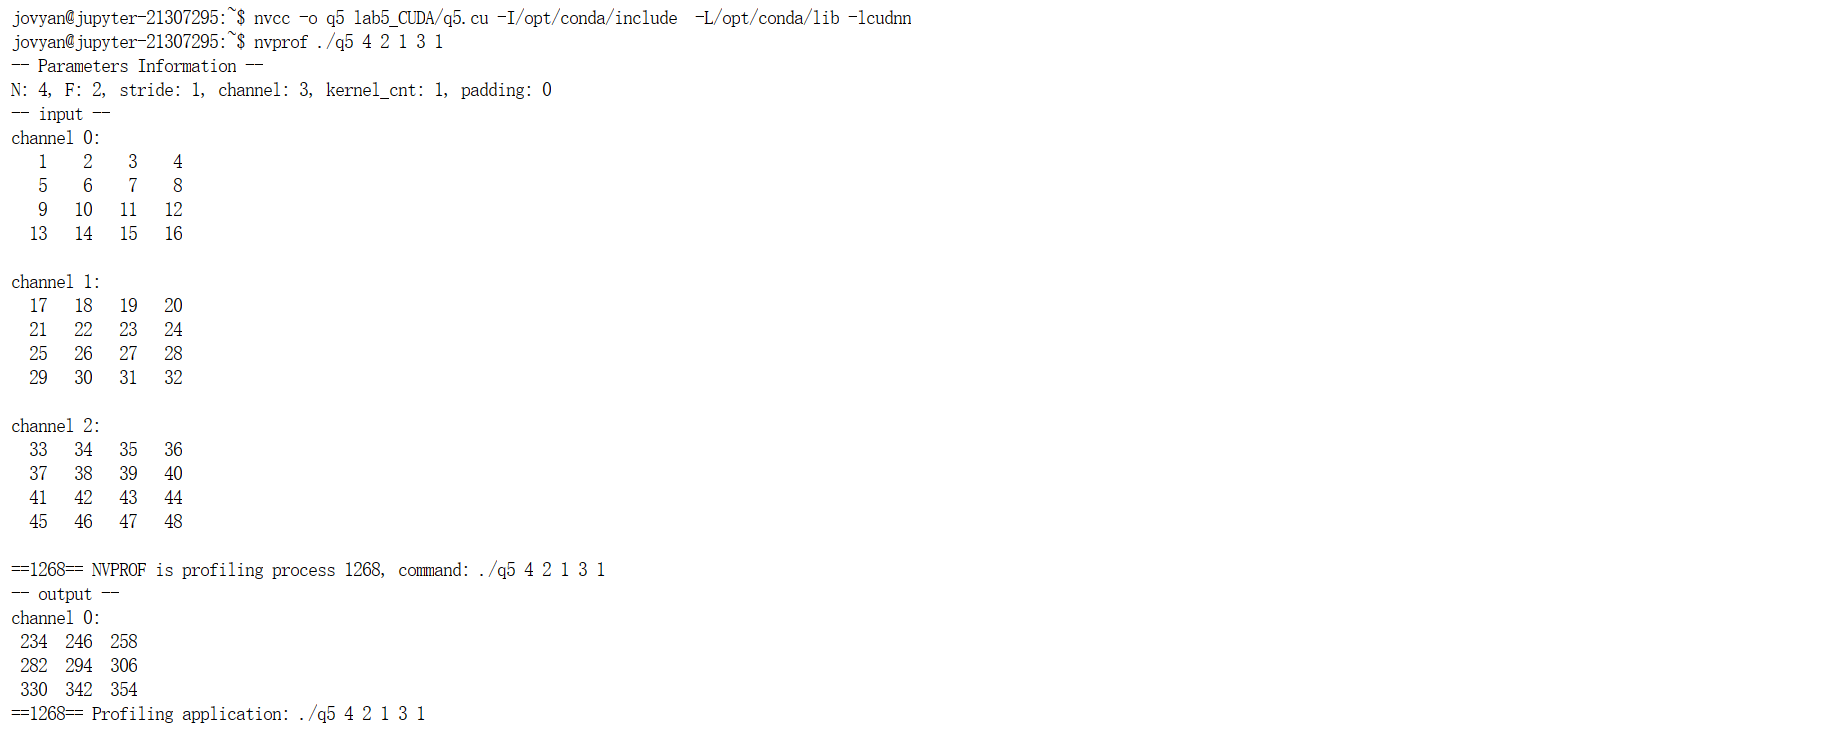 jovyan@jupyter-21307295:~$ nvcc -o q5 lab5_CUDA/q5.cu -I/opt/conda/include  -L/opt/conda/lib -lcudnn
jovyan@jupyter-21307295:~$ nvprof ./q5 4 2 1 3 1
-- Parameters Information --
N: 4, F: 2, stride: 1, channel: 3, kernel_cnt: 1, padding: 0
-- input --
channel 0:
   1    2    3    4
   5    6    7    8
   9   10   11   12
  13   14   15   16
channel 1:
  17   18   19   20
  21   22   23   24
  25   26   27   28
  29   30   31   32
channel 2:
  33   34   35   36
  37   38   39   40
  41   42   43   44
  45   46   47   48
==1268== NVPROF is profiling process 1268, command: ./q5 4 2 1 3 1
-- output --
channel 0:
 234  246  258
 282  294  306
 330  342  354
==1268== Profiling application: ./q5 4 2 1 3 1